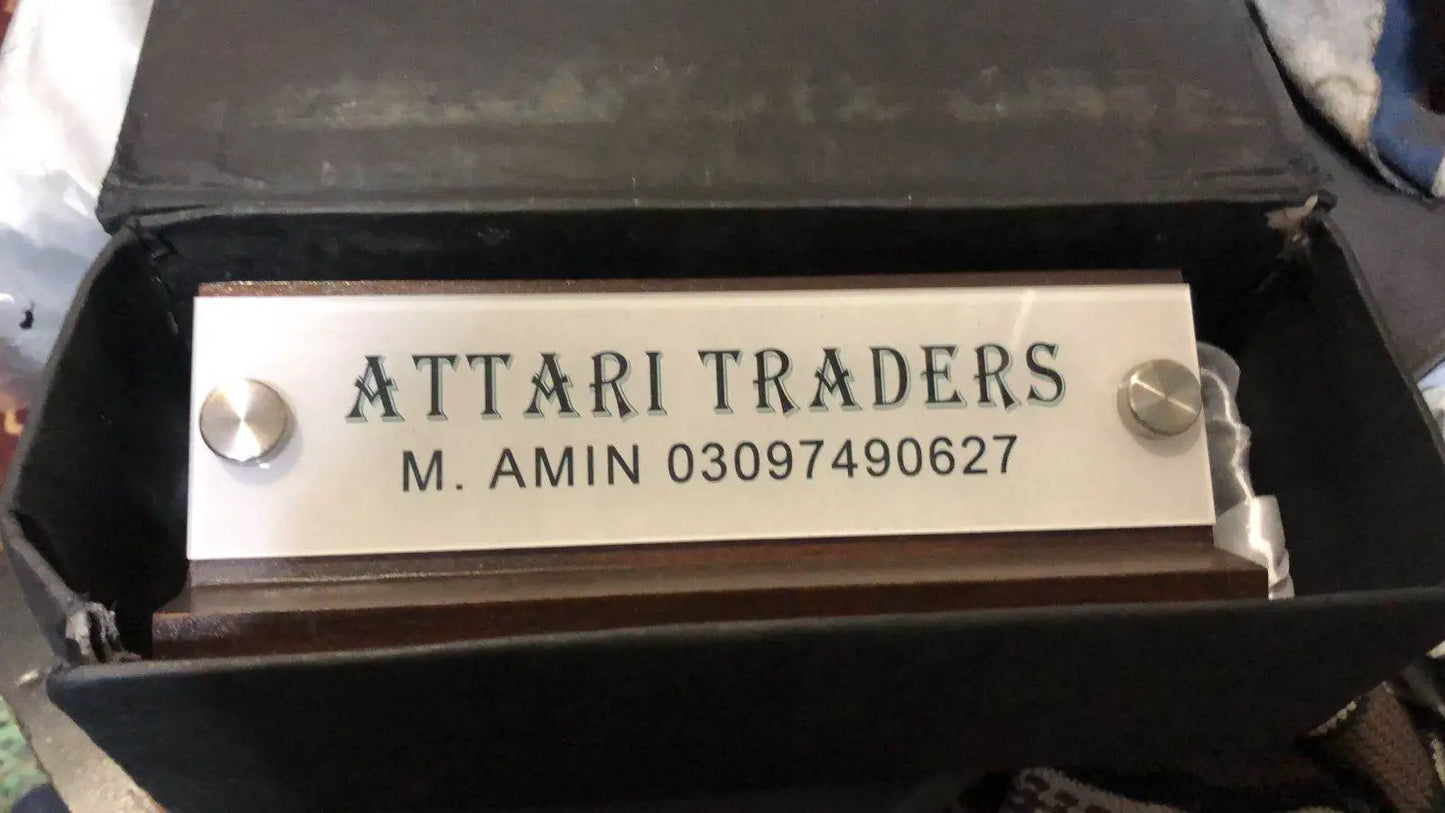 ATTARI TRADERS
M. AMIN 03097490627